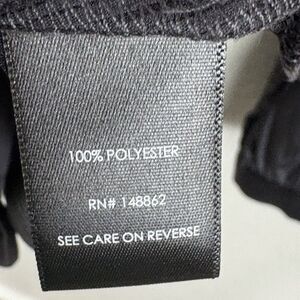 100% POLYESTER
RN# 148862
SEE CARE ON REVERSE